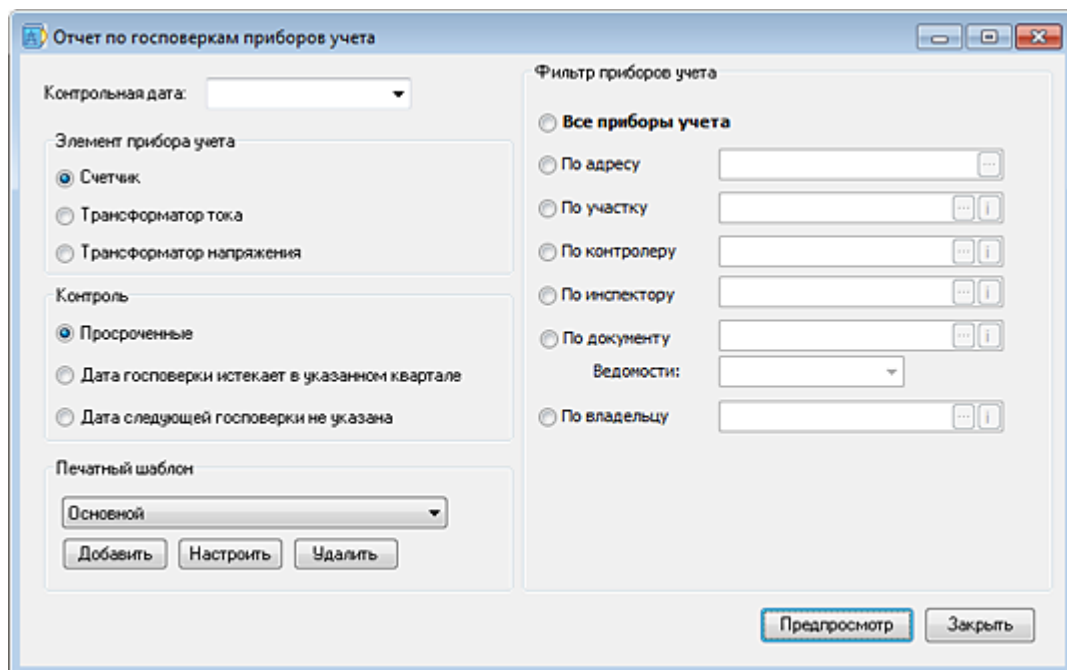 Отчет по госповеркам приборов учета
Контрольная дата:
Элемент прибора учета
Счетчик
Трансформатор тока
Трансформатор напряжения
Контроль
Просроченные
Дата госповерки истекает в указанном квартале
Дата следующей госповерки не указана
Печатный шаблон
Основной
Добавить Настроить Удалить
Фильтр приборов учета
Все приборы учета
По адресу ...
По участку ... i
По контролеру ... i
По инспектору ... i
По документу ... i
Ведомости:
По владельцу ... i
Предпросмотр Закрыть